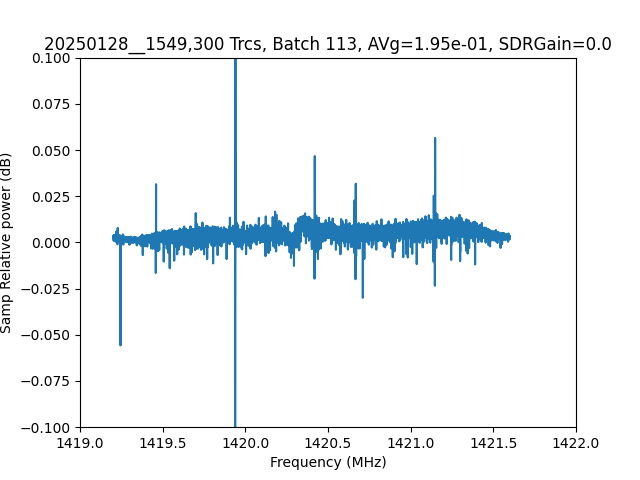 20250128__1549,300 Trcs, Batch 113, AVg=1.95e-01, SDRGain=0.0
0.100
0.075
0.050
0.025
0.000
−0.025
−0.050
−0.075
−0.100
Samp Relative power (dB)
1419.0 1419.5 1420.0 1420.5 1421.0 1421.5 1422.0
Frequency (MHz)